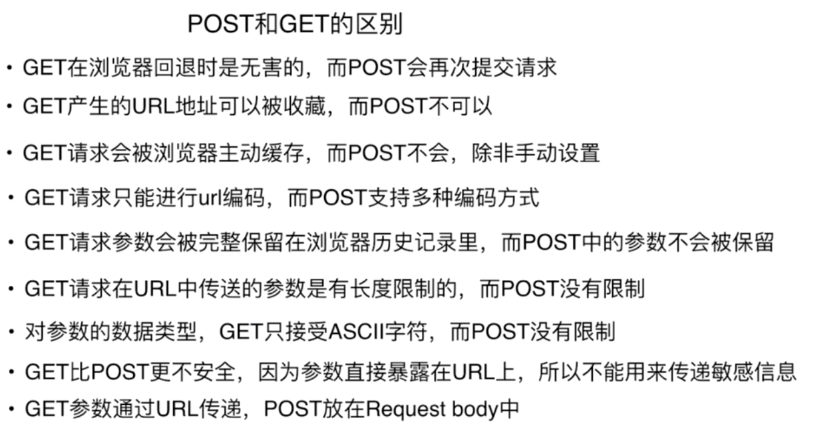 POST和GET的区别
• GET在浏览器回退时是无害的，而POST会再次提交请求
• GET产生的URL地址可以被收藏，而POST不可以
• GET请求会被浏览器主动缓存，而POST不会，除非手动设置
• GET请求只能进行url编码，而POST支持多种编码方式
• GET请求参数会被完整保留在浏览器历史记录里，而POST中的参数不会被保留
• GET请求在URL中传送的参数是有长度限制的，而POST没有限制
• 对参数的数据类型，GET只接受ASCII字符，而POST没有限制
• GET比POST更不安全，因为参数直接暴露在URL上，所以不能用来传递敏感信息
• GET参数通过URL传递，POST放在Request body中